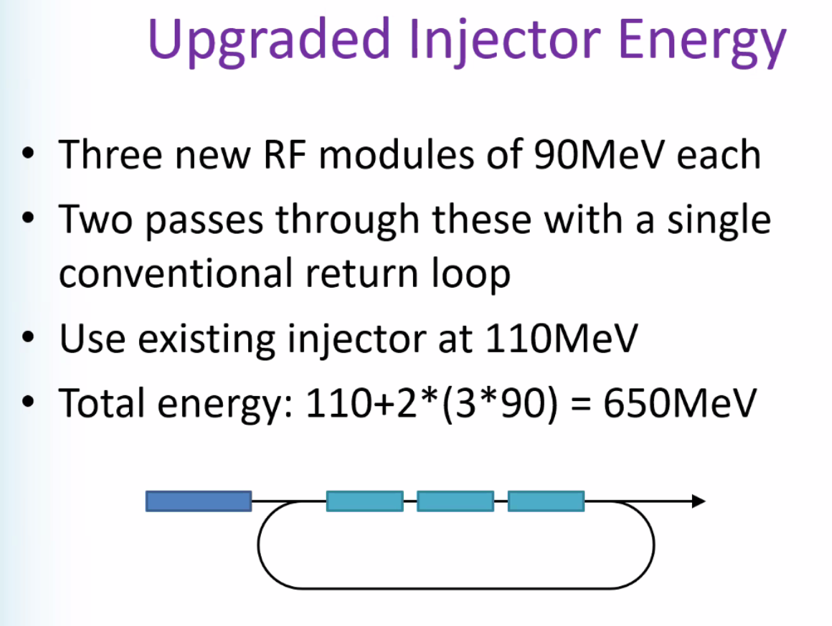 Upgraded Injector Energy
• Three new RF modules of 90MeV each
• Two passes through these with a single
conventional return loop
• Use existing injector at 110MeV
• Total energy: 110+2*(3*90) = 650MeV